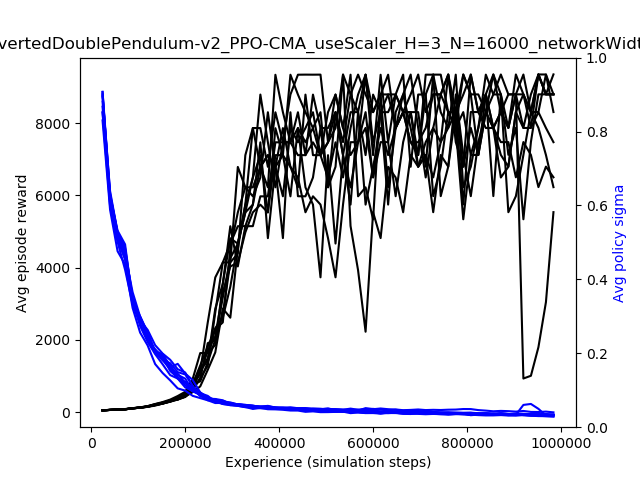 vertedDoublePendulum-v2_PPO-CMA_useScaler_H=3_N=16000_networkWidt
Avg episode reward
8000
6000
4000
2000
0
1.0
0.8
0.6
0.4
0.2
0.0
Avg policy sigma
0 200000 400000 600000 800000 1000000
Experience (simulation steps)